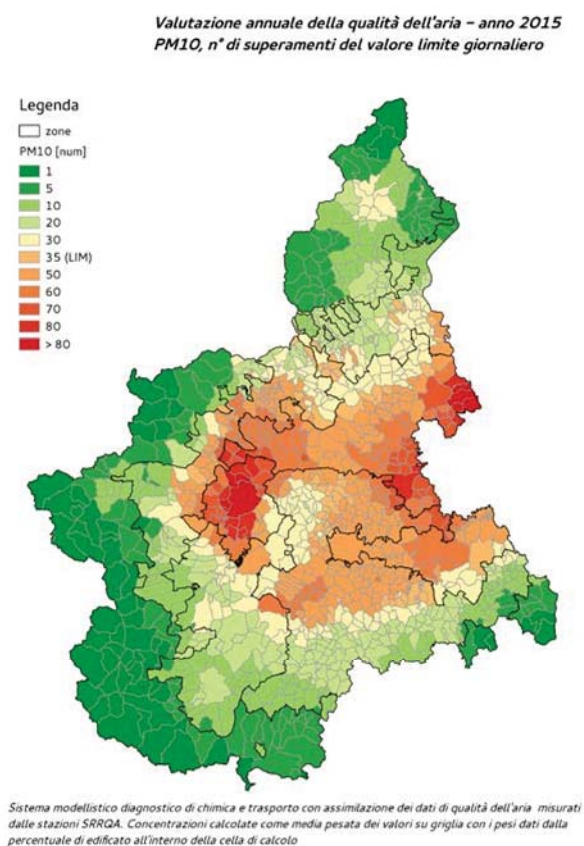 Valutazione annuale della qualità dell'aria – anno 2015
PM10, n° di superamenti del valore limite giornaliero
Legenda
zone
PM10 [num]
1
5
10
20
30
35 (LIM)
50
60
70
80
> 80
Sistema modellistico diagnostico di chimica e trasporto con assimilazione dei dati di qualità dell'aria misurati
dalle stazioni SRRQA. Concentrazioni calcolate come media pesata dei valori su griglia con i pesi dati dalla
percentuale di edificato all'interno della cella di calcolo